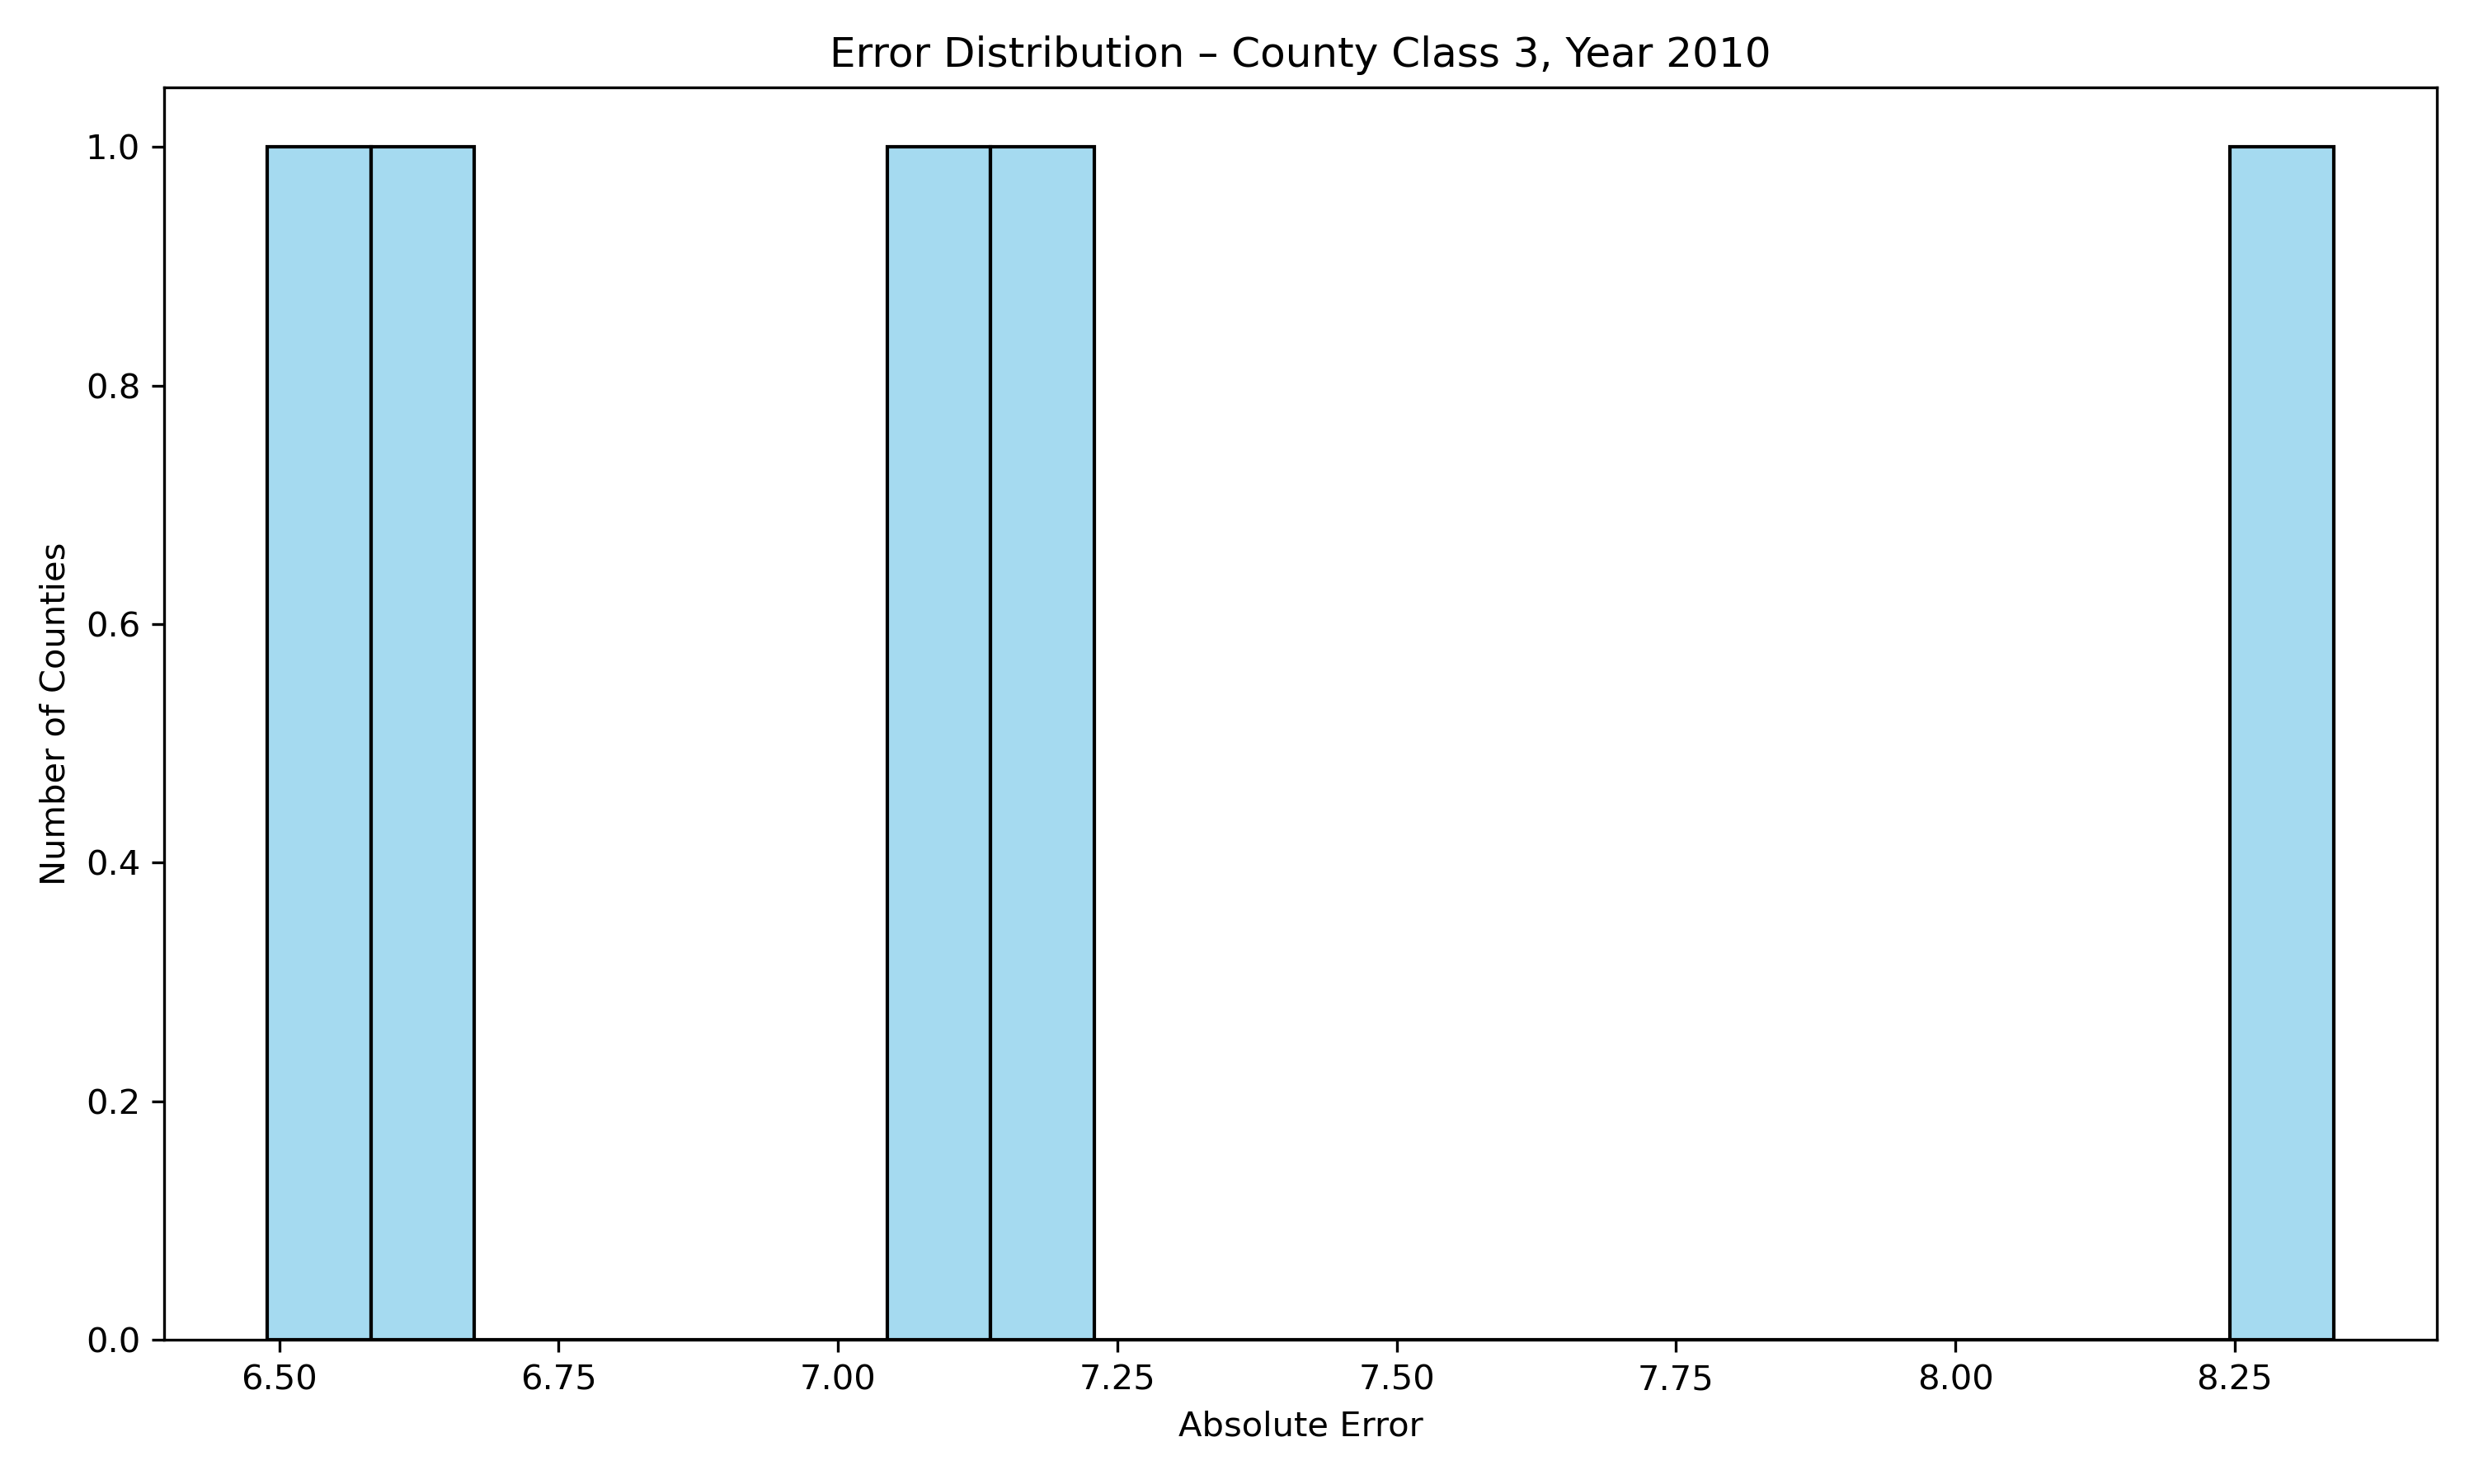 Error Distribution – County Class 3, Year 2010
Number of Counties
1.0
0.8
0.6
0.4
0.2
0.0
6.50 6.75 7.00 7.25 7.50 7.75 8.00 8.25
Absolute Error